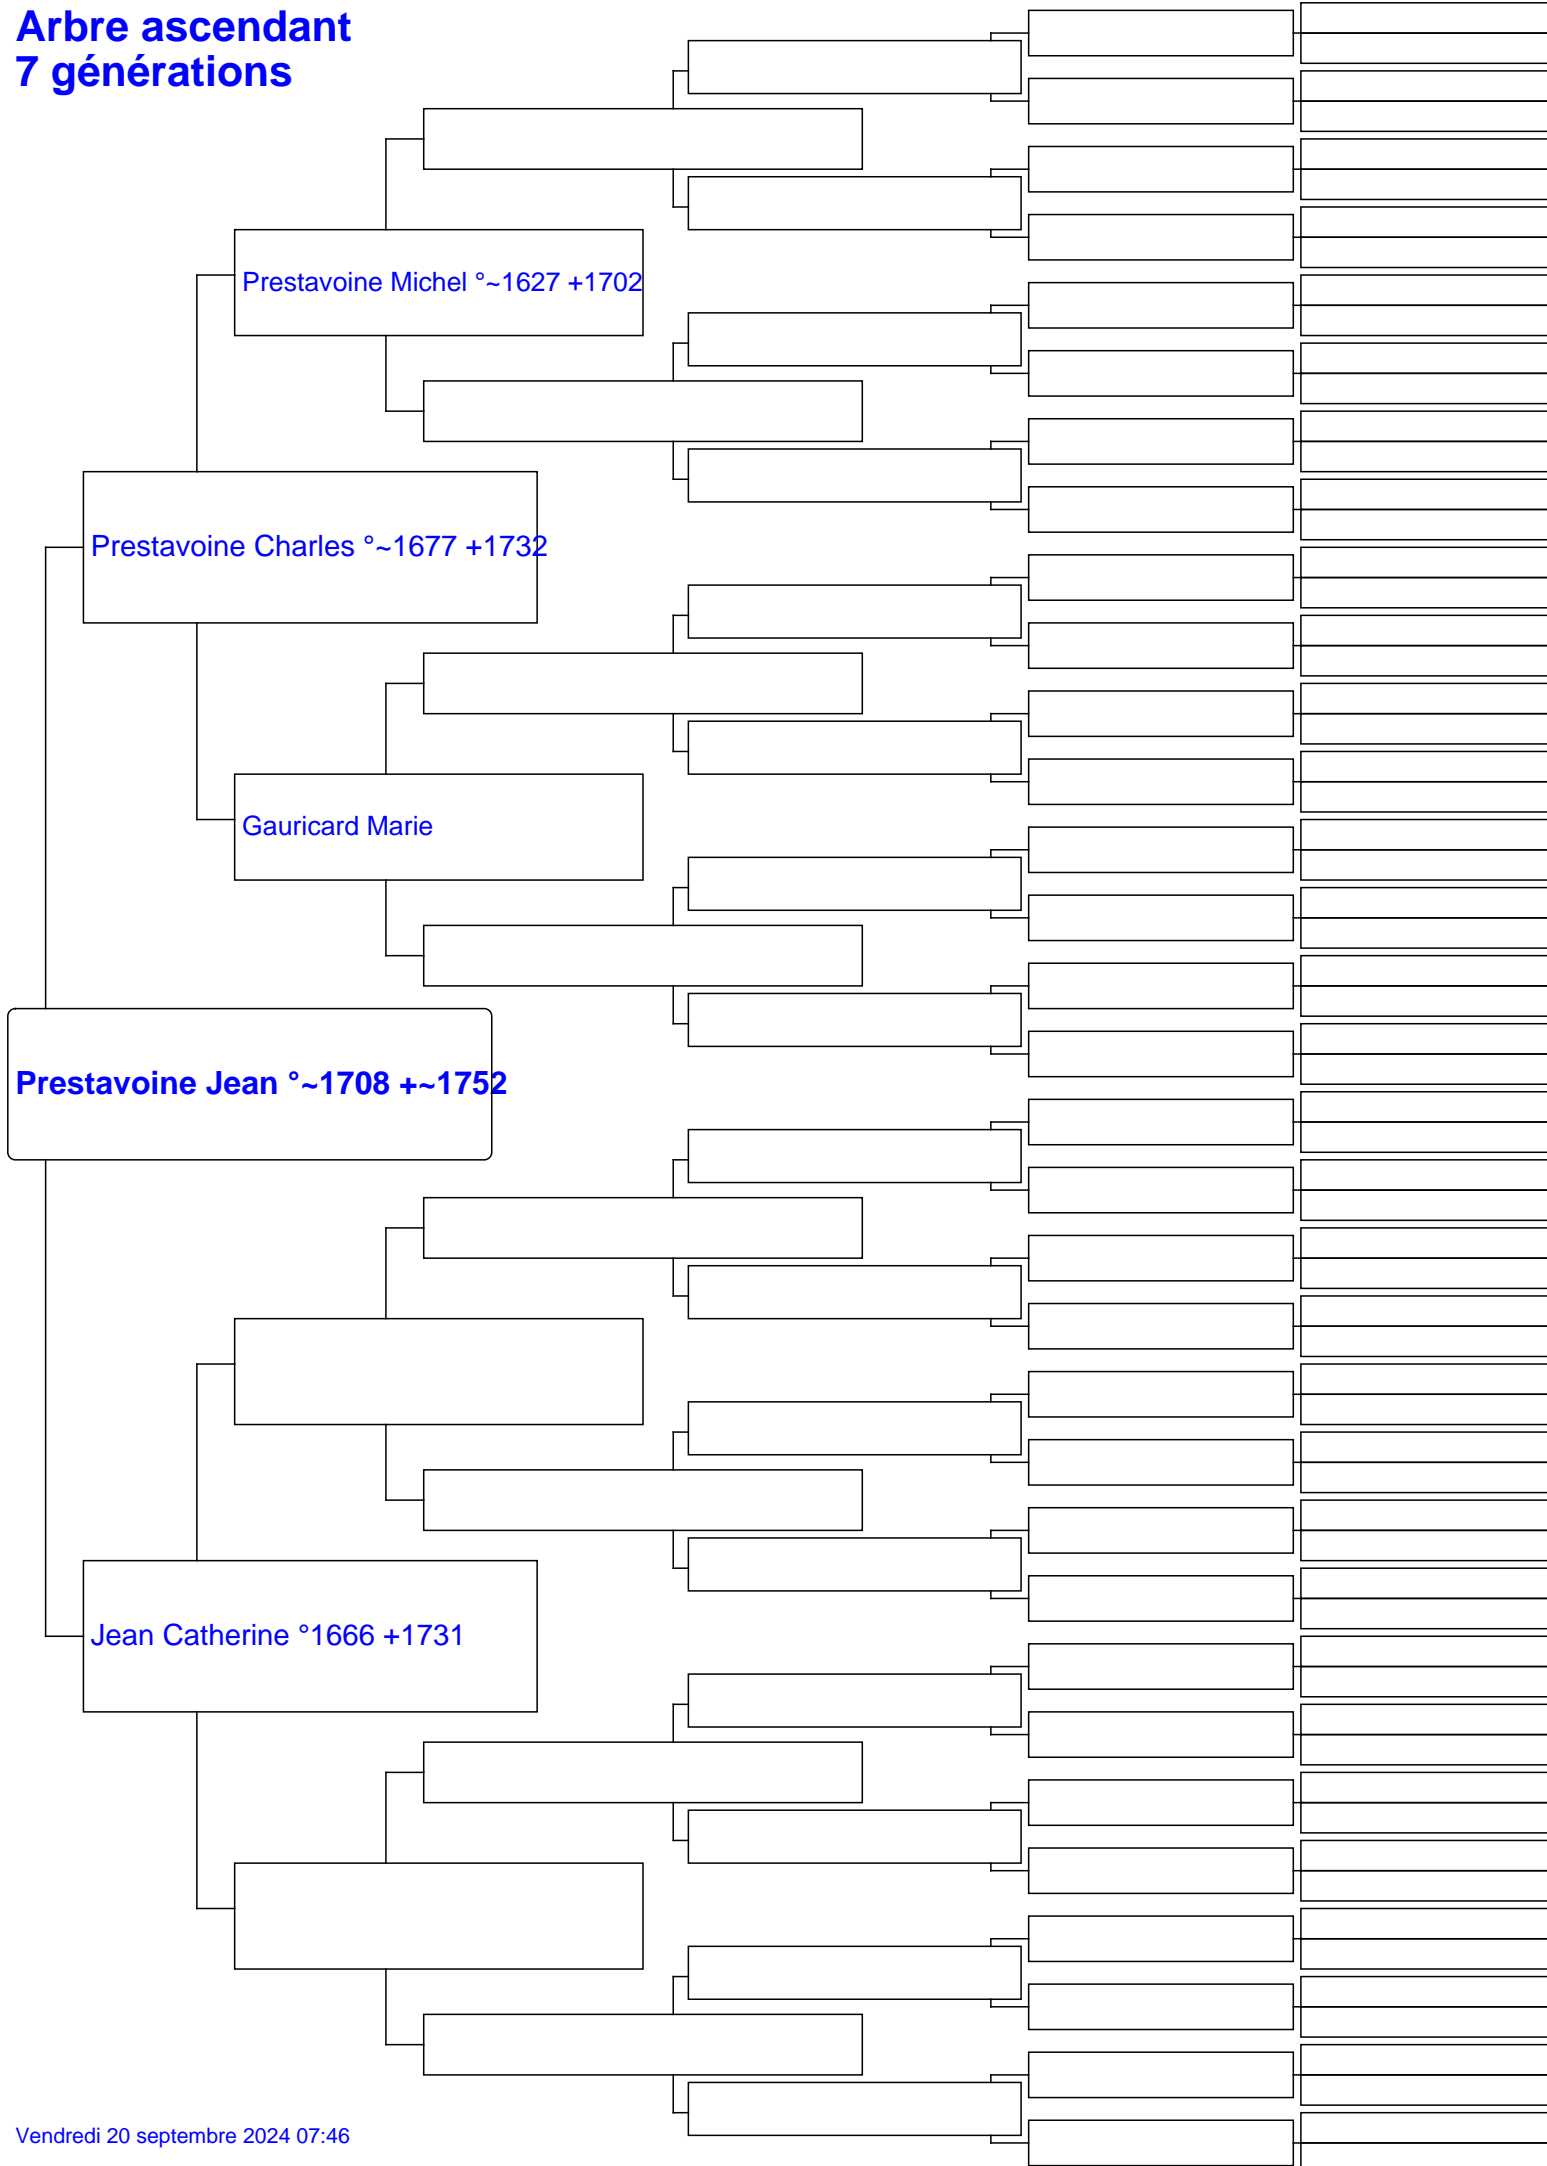 Arbre ascendant
7 générations
Prestavoine Michel °~1627 +1702
Prestavoine Charles °~1677 +1732
Gauricard Marie
Prestavoine Jean °~1708 +~1752
Jean Catherine °1666 +1731
Vendredi 20 septembre 2024 07:46